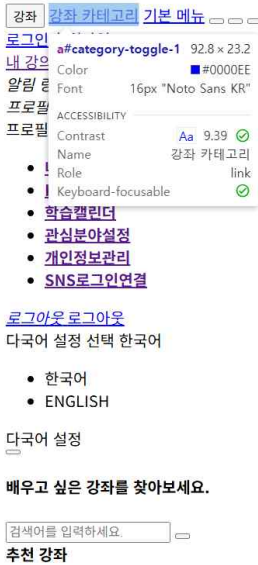 강좌 강좌 카테고리 기본 메뉴
로그인
내 강의
a#category-toggle-1 92.8 × 23.2
Color #0000EE
Font 16px "Noto Sans KR"
ACCESSIBILITY
Contrast Aa 9.39
Name 강좌 카테고리
Role link
Keyboard-focusable
알림
프로필
프로필
학습캘린더
관심분야설정
개인정보관리
SNS로그인연결
로그아웃 로그아웃
다국어 설정 선택 한국어
한국어
ENGLISH
다국어 설정
배우고 싶은 강좌를 찾아보세요.
검색어를 입력하세요.
추천 강좌